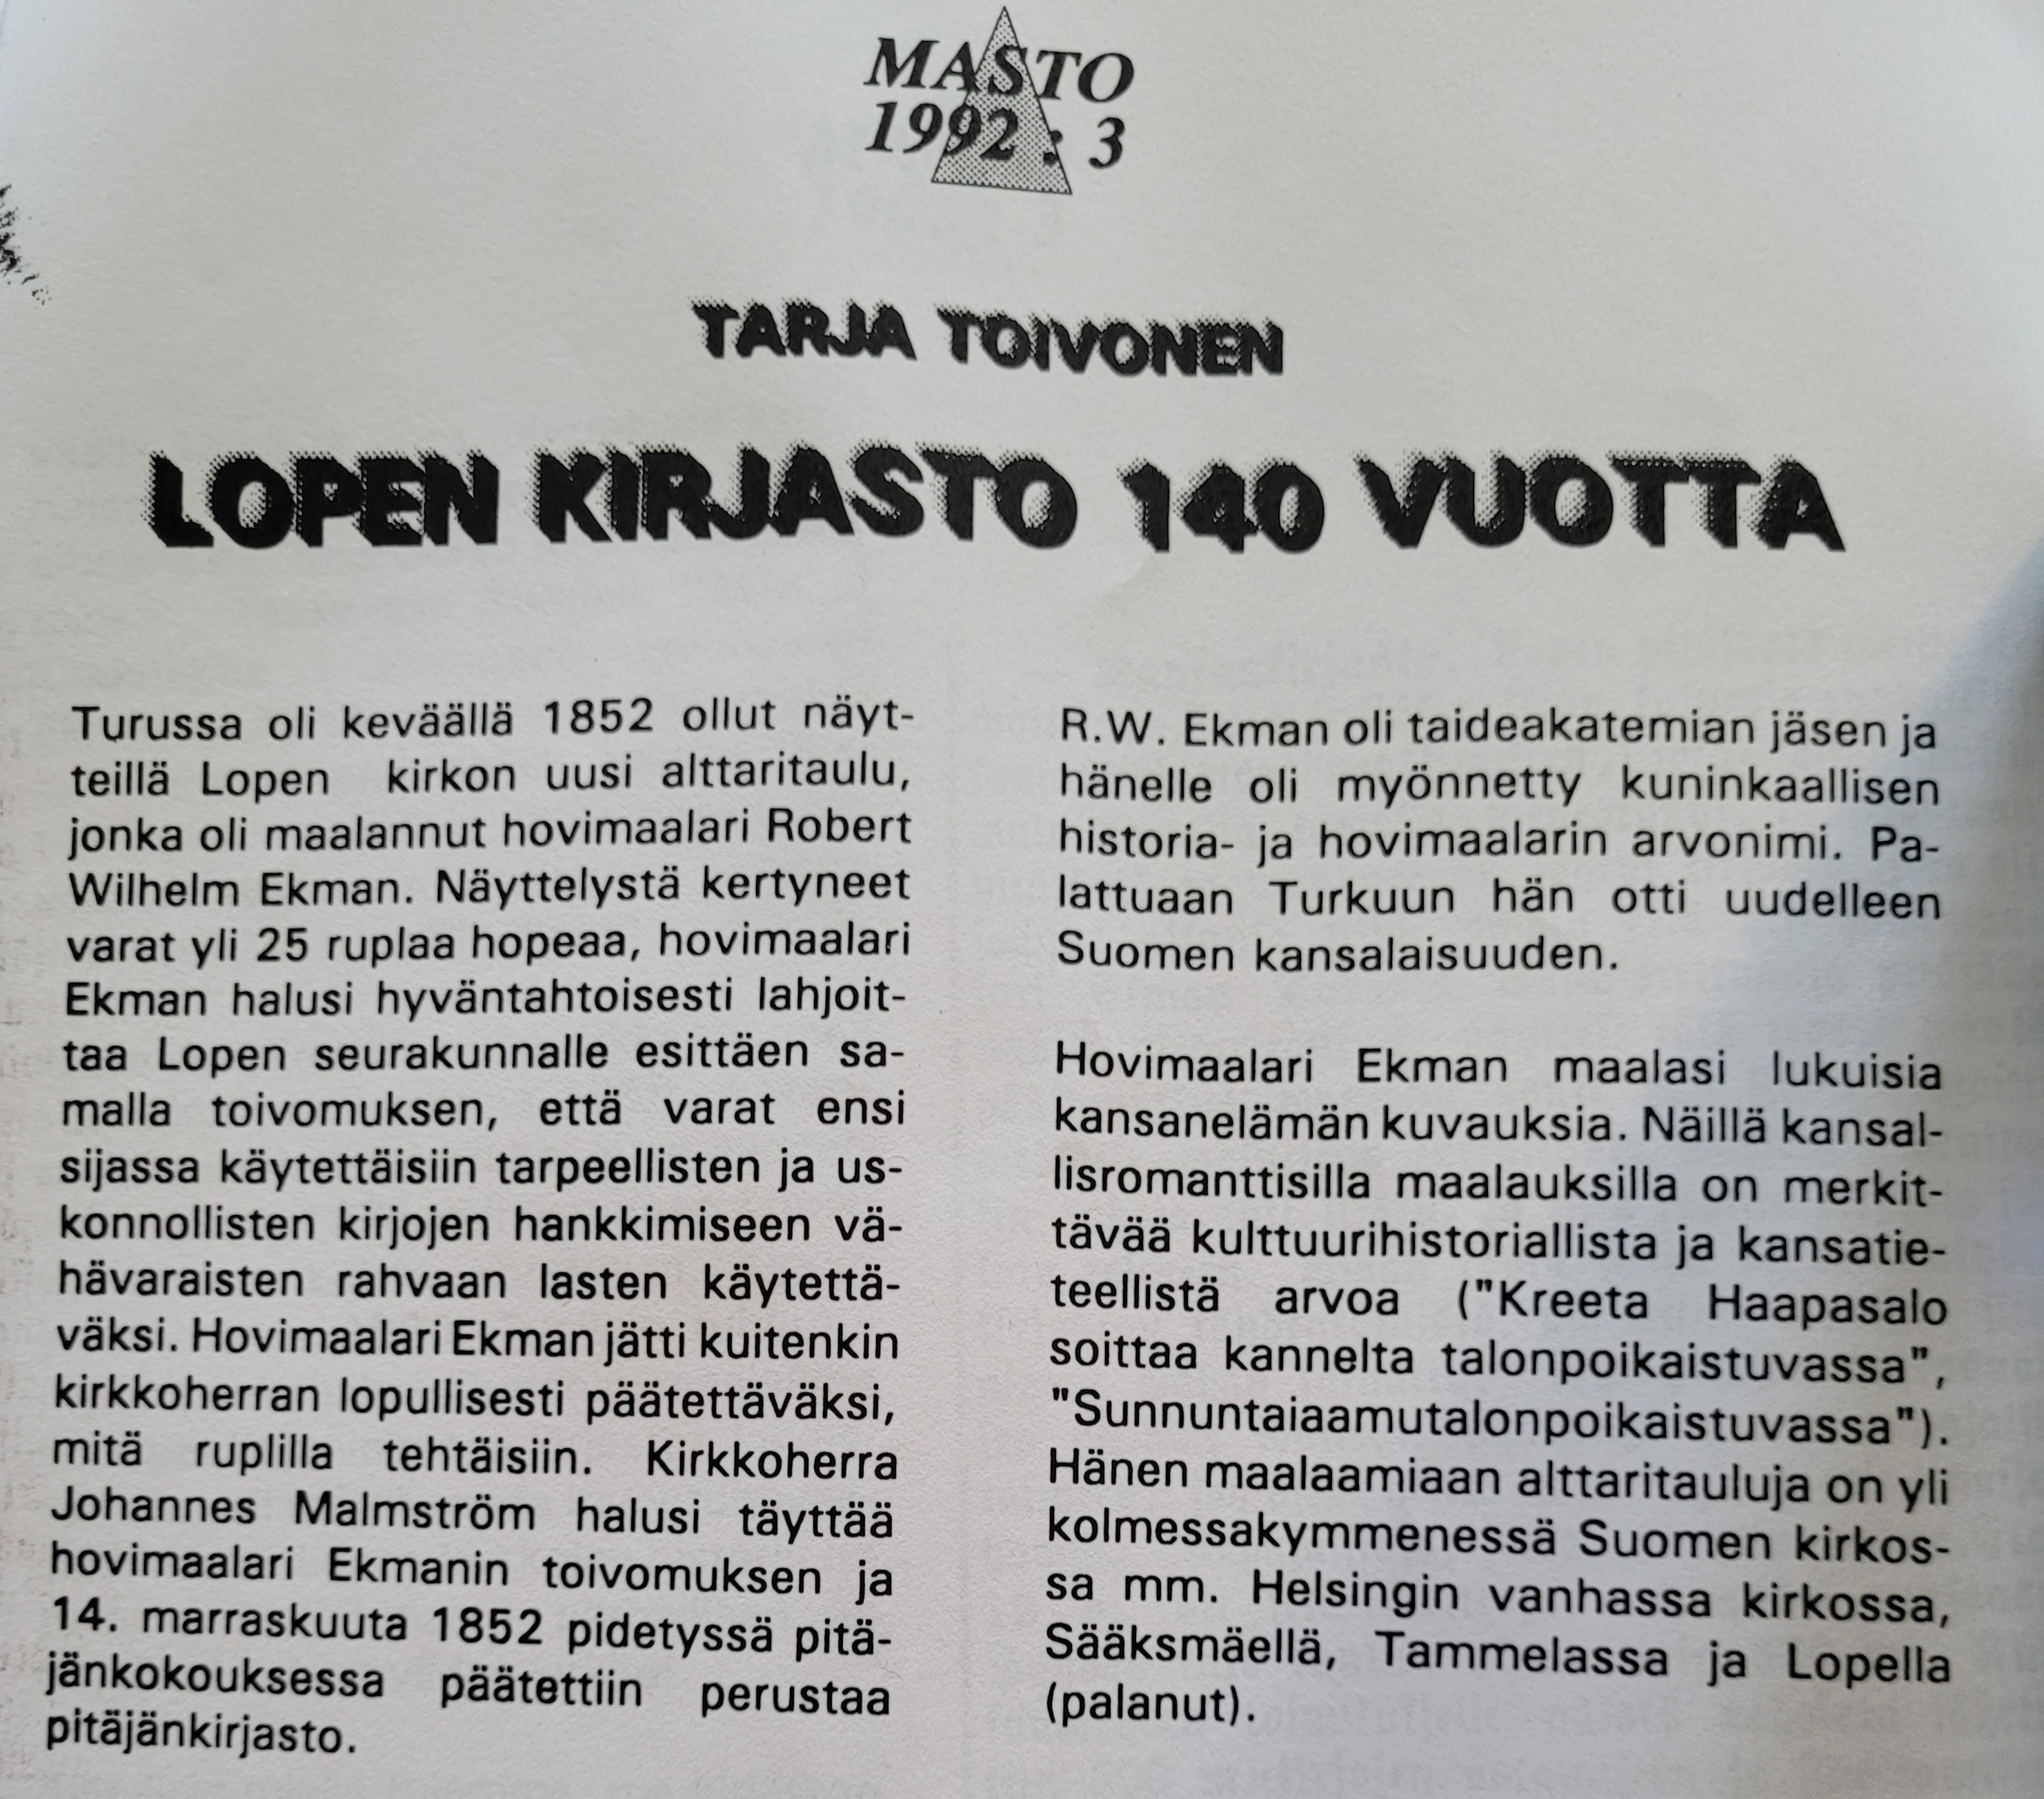 MASTO
1992 : 3
TARJA TOIVONEN
LOPEN KIRJASTO 140 VUOTTA
Turussa oli keväällä 1852 ollut näyt-
teillä Lopen kirkon uusi alttaritaulu,
jonka oli maalannut hovimaalari Robert
Wilhelm Ekman. Näyttelystä kertyneet
varat yli 25 ruplaa hopeaa, hovimaalari
Ekman halusi hyväntahtoisesti lahjoit-
taa Lopen seurakunnalle esittäen sa-
malla toivomuksen, että varat ensi
sijassa käytettäisiin tarpeellisten ja us-
konnollisten kirjojen hankkimiseen vä-
hävaraisten rahvaan lasten käytettä-
väksi. Hovimaalari Ekman jätti kuitenkin
kirkkoherran lopullisesti päätettäväksi,
mitä ruplilla tehtäisiin. Kirkkoherra
Johannes Malmström halusi täyttää
hovimaalari Ekmanin toivomuksen ja
14. marraskuuta 1852 pidetyssä pitä-
jänkokouksessa päätettiin perustaa
pitäjänkirjasto.
R.W. Ekman oli taideakatemian jäsen ja
hänelle oli myönnetty kuninkaallisen
historia- ja hovimaalarin arvonimi. Pa-
lattuaan Turkuun hän otti uudelleen
Suomen kansalaisuuden.
Hovimaalari Ekman maalasi lukuisia
kansanelämän kuvauksia. Näillä kansal-
lisromanttisilla maalauksilla on merkit-
tävää kulttuurihistoriallista ja kansatie-
teellistä arvoa ("Kreeta Haapasalo
soittaa kannelta talonpoikaistuvassa",
"Sunnuntaiaamutalonpoikaistuvassa").
Hänen maalaamiaan alttaritauluja on yli
kolmessakymmenessä Suomen kirkos-
sa mm. Helsingin vanhassa kirkossa,
Sääksmäellä, Tammelassa ja Lopella
(palanut).